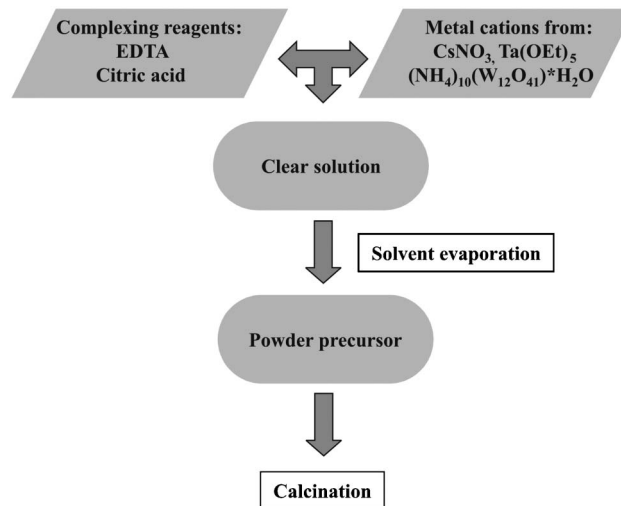 Complexing reagents:
EDTA
Citric acid
Metal cations from:
CsNO₃, Ta(OEt)₅
(NH₄)₁₀(W₁₂O₄₁)*H₂O
Clear solution
Solvent evaporation
Powder precursor
Calcination